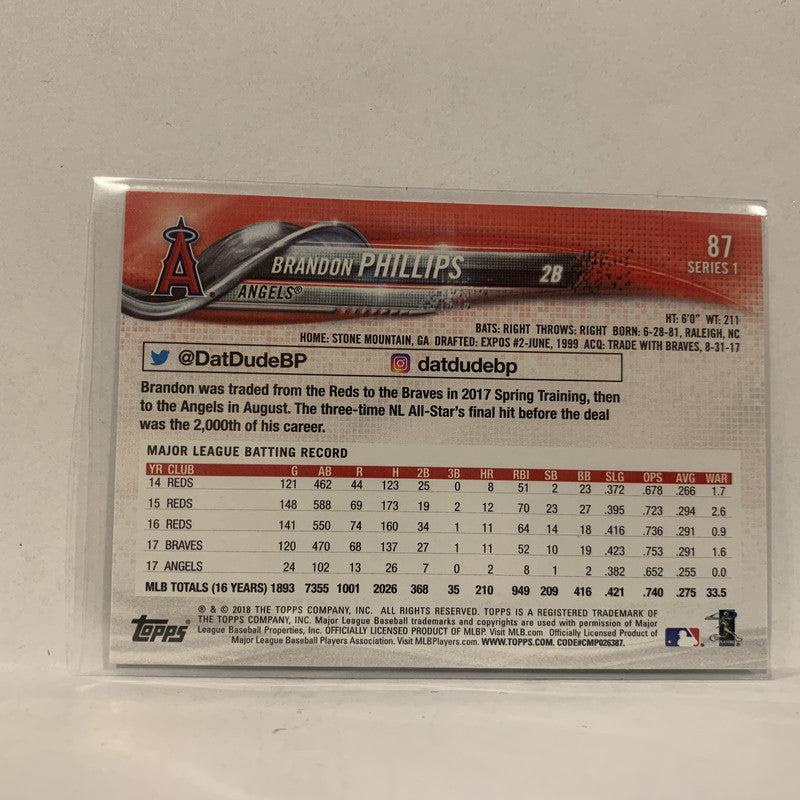 87
SERIES 1
A
BRANDON PHILLIPS 2B
ANGELS®
HT: 6'0" WT: 211
BATS: RIGHT THROWS: RIGHT BORN: 6-28-81, RALEIGH, NC
HOME: STONE MOUNTAIN, GA DRAFTED: EXPOS #2-JUNE, 1999 ACQ: TRADE WITH BRAVES, 8-31-17
@DatDudeBP datdudebp
Brandon was traded from the Reds to the Braves in 2017 Spring Training, then
to the Angels in August. The three-time NL All-Star's final hit before the deal
was the 2,000th of his career.
MAJOR LEAGUE BATTING RECORD
YR CLUB G AB R H 2B 3B HR RBI SB BB SLG OPS AVG WAR
14 REDS 121 462 44 123 25 0 8 51 2 23 .372 .678 .266 1.7
15 REDS 148 588 69 173 19 2 12 70 23 27 .395 .723 .294 2.6
16 REDS 141 550 74 160 34 1 11 64 14 18 .416 .736 .291 0.9
17 BRAVES 120 470 68 137 27 1 11 52 10 19 .423 .753 .291 1.6
17 ANGELS 24 102 13 26 7 0 2 8 1 2 .382 .652 .255 0.0
MLB TOTALS (16 YEARS) 1893 7355 1001 2026 368 35 210 949 209 416 .421 .740 .275 33.5
® & © 2018 THE TOPPS COMPANY, INC. ALL RIGHTS RESERVED. TOPPS IS A REGISTERED TRADEMARK OF
THE TOPPS COMPANY, INC. Major League Baseball trademarks and copyrights are used with permission of Major
League Baseball Properties, Inc. OFFICIALLY LICENSED PRODUCT OF MLBP. Visit MLB.com Officially Licensed Product of
Major League Baseball Players Association. Visit MLBPlayers.com. WWW.TOPPS.COM. CODE#CMP026387.
Topps®